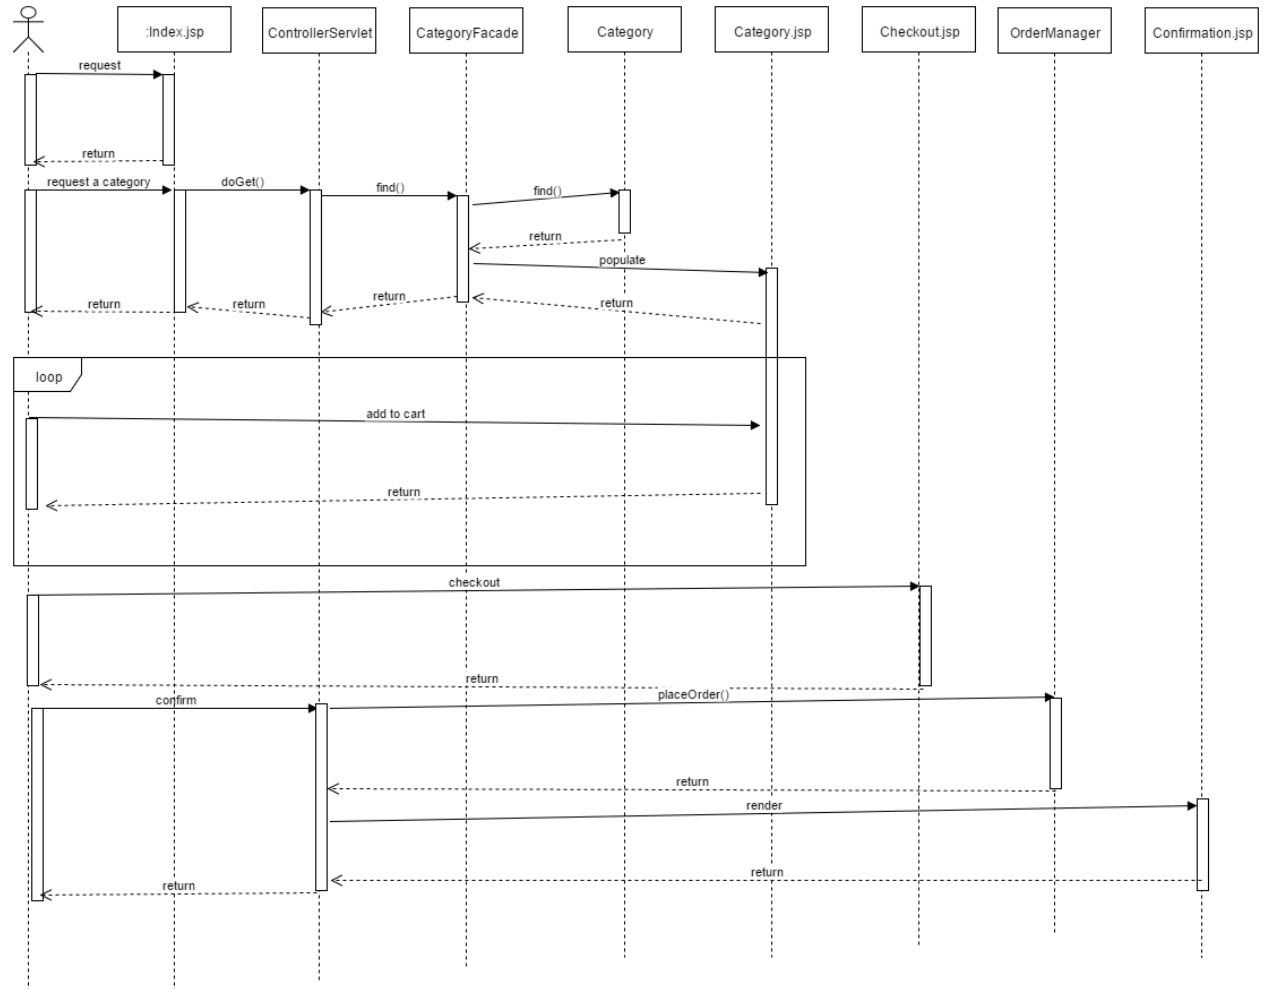 :Index.jsp
ControllerServlet
CategoryFacade
Category
Category.jsp
Checkout.jsp
OrderManager
Confirmation.jsp
request
return
request a category
doGet()
find()
find()
return
populate
return
return
return
return
loop
add to cart
return
checkout
return
confirm
placeOrder()
return
render
return
return